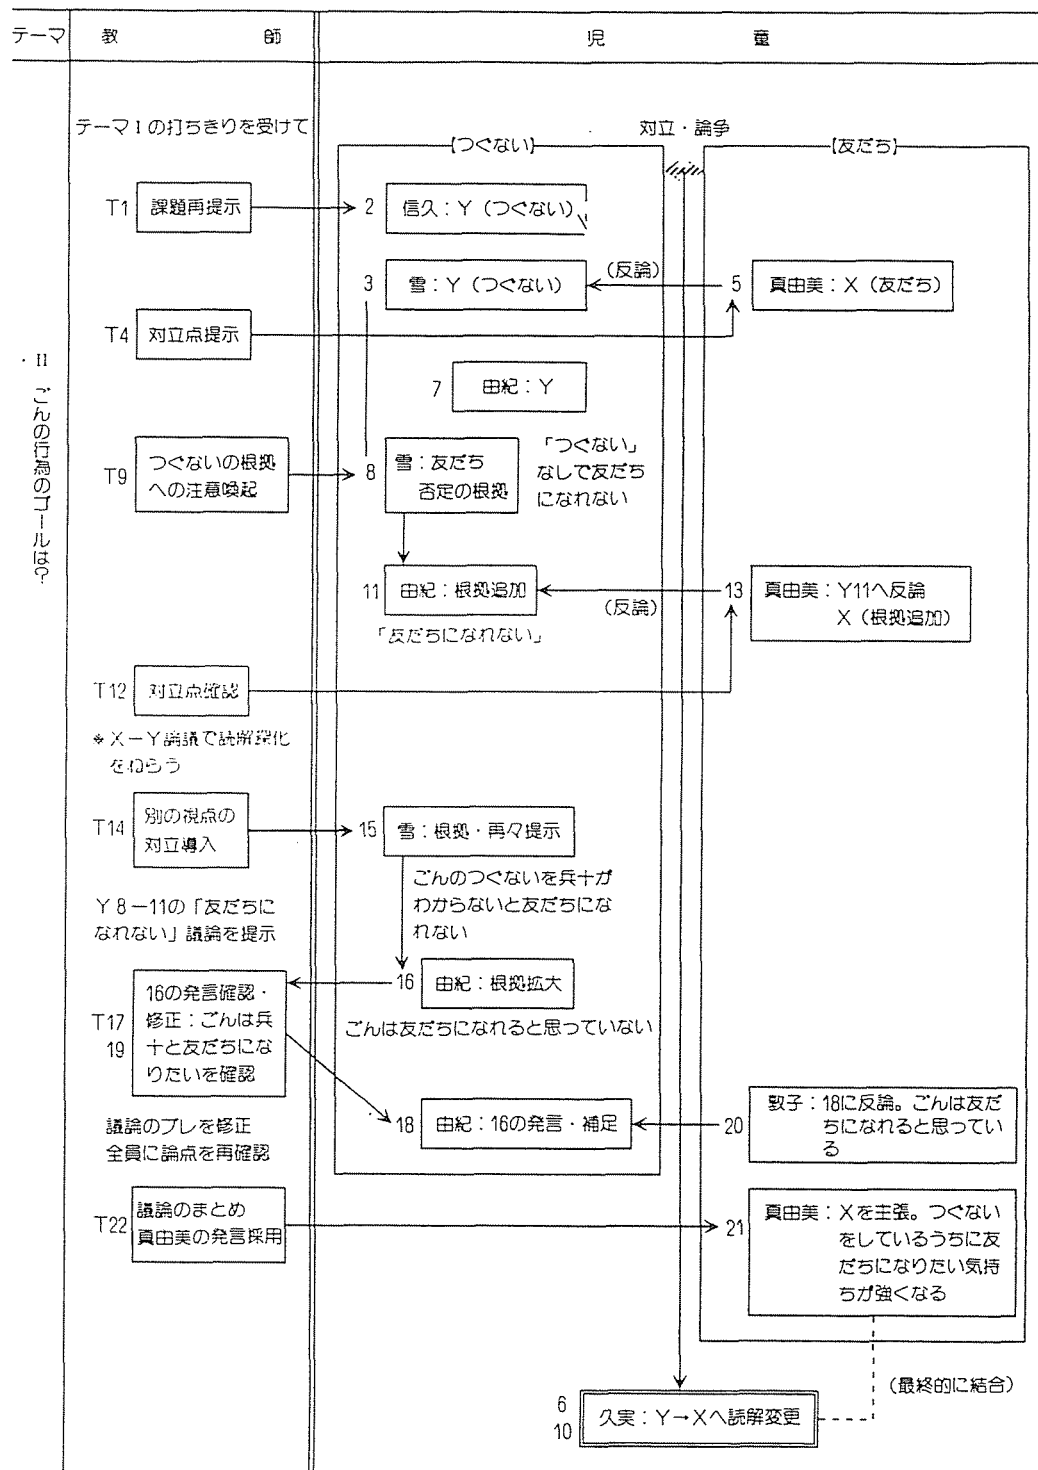 テーマ
教師
児童
テーマIの打ちきりを受けて
対立・論争
【つぐない】
【友だち】
T1
課題再提示
2
信久：Y（つぐない）
3
雪：Y（つぐない）
（反論）
5
真由美：X（友だち）
T4
対立点提示
・II ごんの行為のゴールは？
7
由紀：Y
T9
つぐないの根拠
への注意喚起
8
雪：友だち
否定の根拠
「つぐない」
なしで友だち
になれない
11
由紀：根拠追加
（反論）
13
真由美：Y11へ反論
X（根拠追加）
「友だちになれない」
T12
対立点確認
＊X－Y論議で読解深化
をねらう
T14
別の視点の
対立導入
15
雪：根拠・再々提示
ごんのつぐないを兵十が
わからないと友だちにな
れない
Y8－11の「友だちに
なれない」議論を提示
16
由紀：根拠拡大
ごんは友だちになれると思っていない
T17
19
16の発言確認・
修正：ごんは兵
十と友だちにな
りたいを確認
18
由紀：16の発言・補足
20
敦子：18に反論。ごんは友だ
ちになれると思ってい
る
議論のブレを修正
全員に論点を再確認
T22
議論のまとめ
真由美の発言採用
21
真由美：Xを主張。つぐない
をしているうちに友
だちになりたい気持
ちが強くなる
（最終的に結合）
6
10
久実：Y→Xへ読解変更